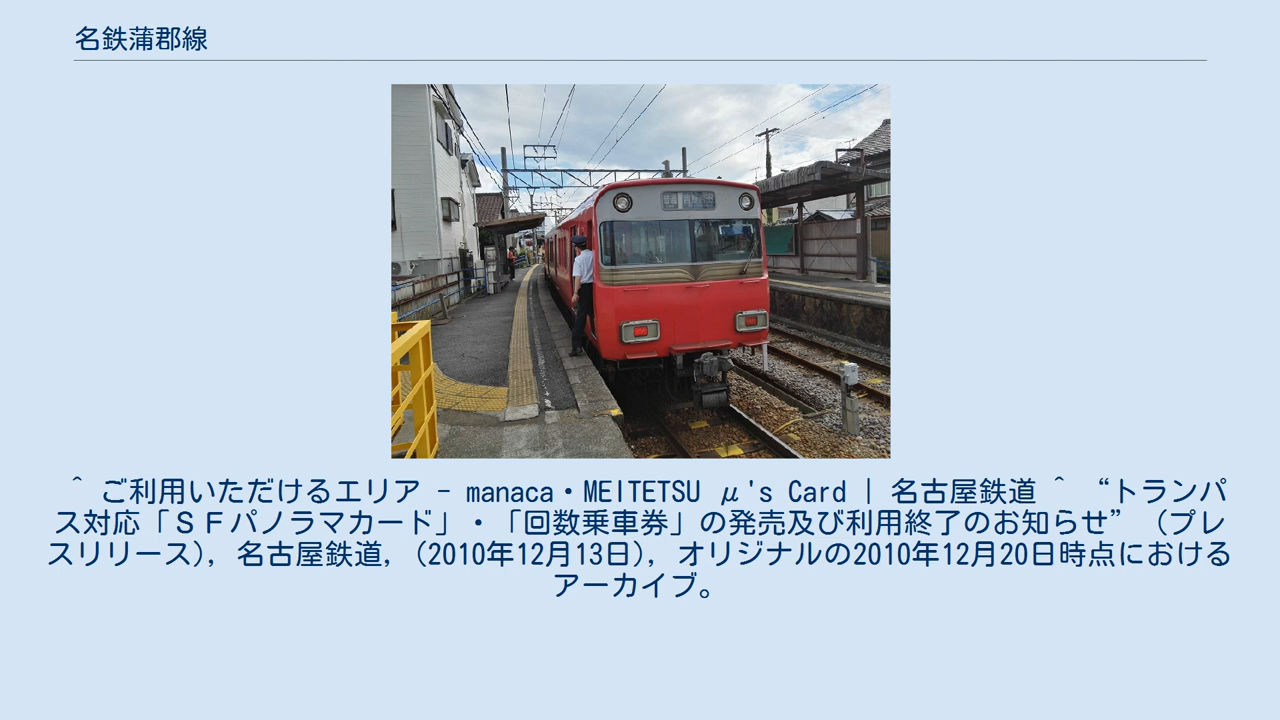 名鉄蒲郡線
^ ご利用いただけるエリア - manaca・MEITETSU μ's Card | 名古屋鉄道 ^ “トランパ
ス対応「ＳＦパノラマカード」・「回数乗車券」の発売及び利用終了のお知らせ” （プレ
スリリース), 名古屋鉄道, （2010年12月13日), オリジナルの2010年12月20日時点における
アーカイブ。